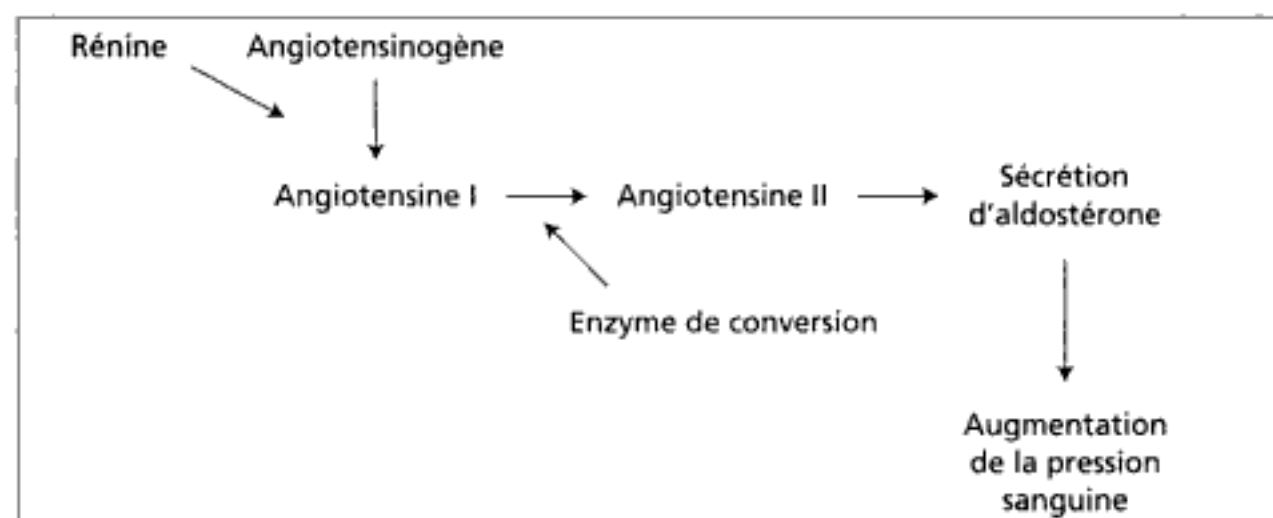 Rénine
Angiotensinogène
Angiotensine I
Angiotensine II
Sécrétion
d'aldostérone
Enzyme de conversion
Augmentation
de la pression
sanguine